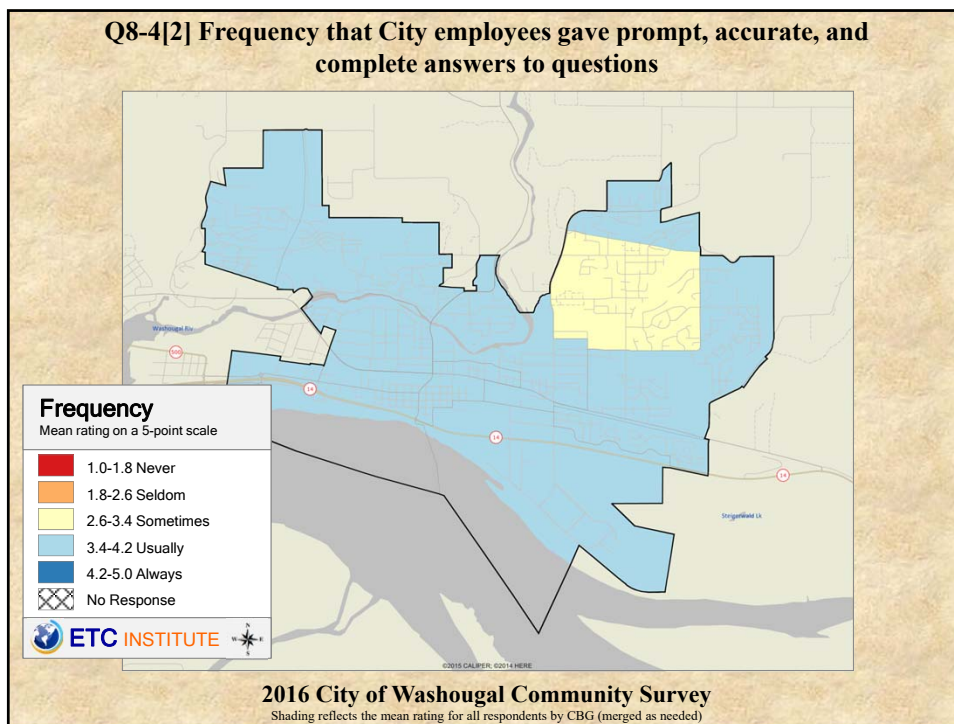 Q8-4[2] Frequency that City employees gave prompt, accurate, and
complete answers to questions
Washougal Riv
500
14
14
14
Steigerwald Lk
Frequency
Mean rating on a 5-point scale
1.0-1.8 Never
1.8-2.6 Seldom
2.6-3.4 Sometimes
3.4-4.2 Usually
4.2-5.0 Always
No Response
ETC INSTITUTE
N
W E
S
©2015 CALIPER; ©2014 HERE
2016 City of Washougal Community Survey
Shading reflects the mean rating for all respondents by CBG (merged as needed)